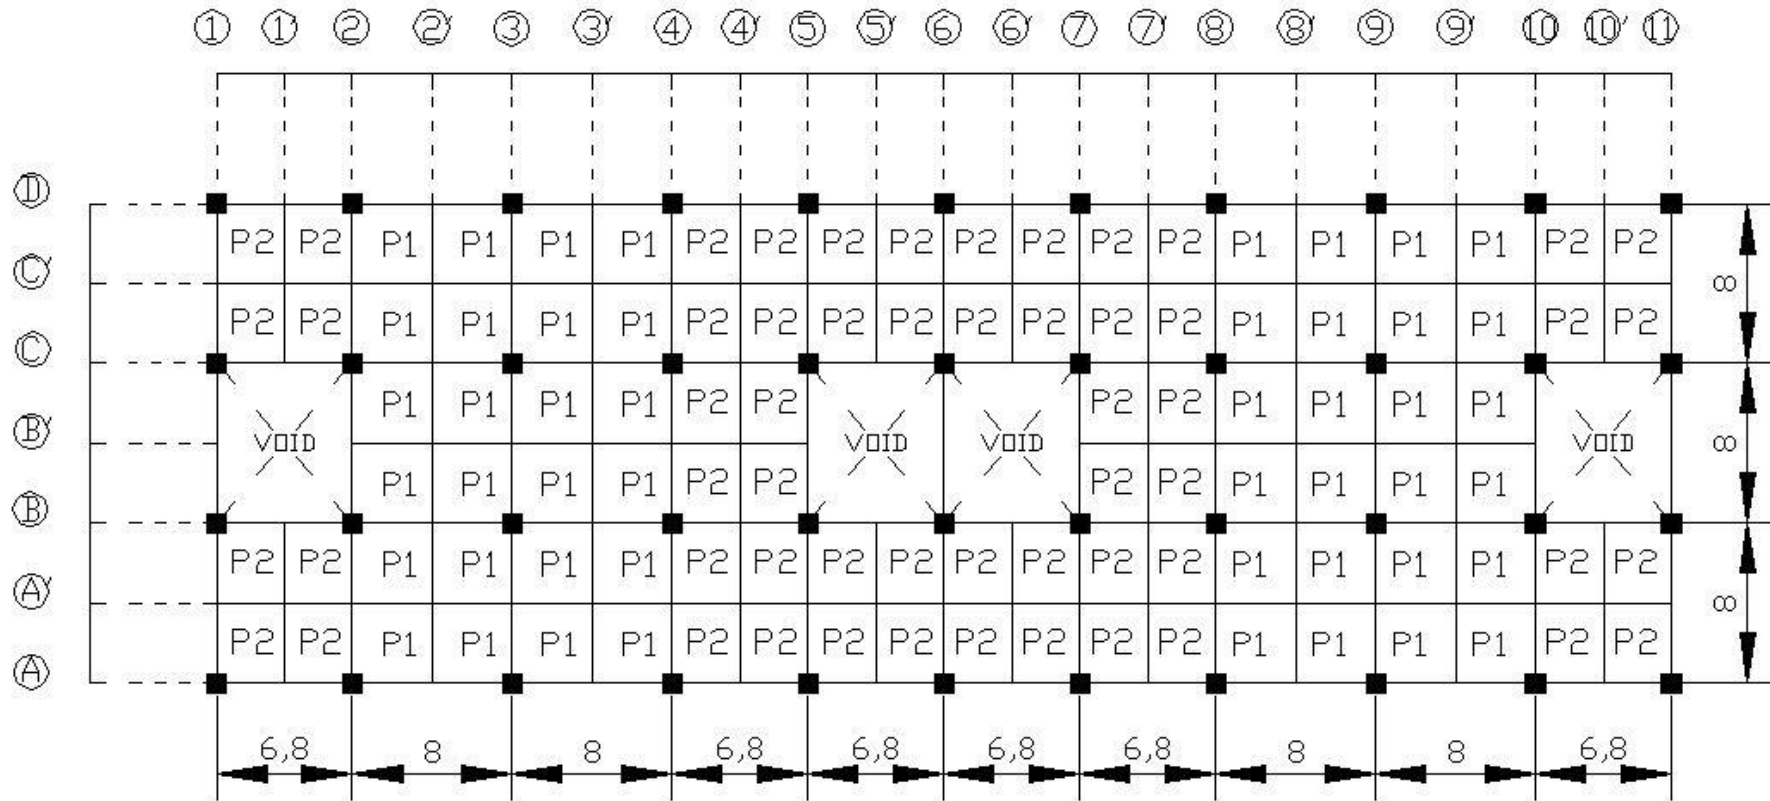 1 1' 2 2' 3 3' 4 4' 5 5' 6 6' 7 7' 8 8' 9 9' 10 10' 11
D
P2 P2 P1 P1 P1 P1 P2 P2 P2 P2 P2 P2 P2 P2 P1 P1 P1 P1 P2 P2
C'
8
P2 P2 P1 P1 P1 P1 P2 P2 P2 P2 P2 P2 P2 P2 P1 P1 P1 P1 P2 P2
C
P1 P1 P1 P1 P2 P2 P2 P2 P1 P1 P1 P1
B'
VOID VOID VOID VOID
8
P1 P1 P1 P1 P2 P2 P2 P2 P1 P1 P1 P1
B
P2 P2 P1 P1 P1 P1 P2 P2 P2 P2 P2 P2 P2 P2 P1 P1 P1 P1 P2 P2
A'
8
P2 P2 P1 P1 P1 P1 P2 P2 P2 P2 P2 P2 P2 P2 P1 P1 P1 P1 P2 P2
A
6,8 8 8 6,8 6,8 6,8 6,8 8 8 6,8